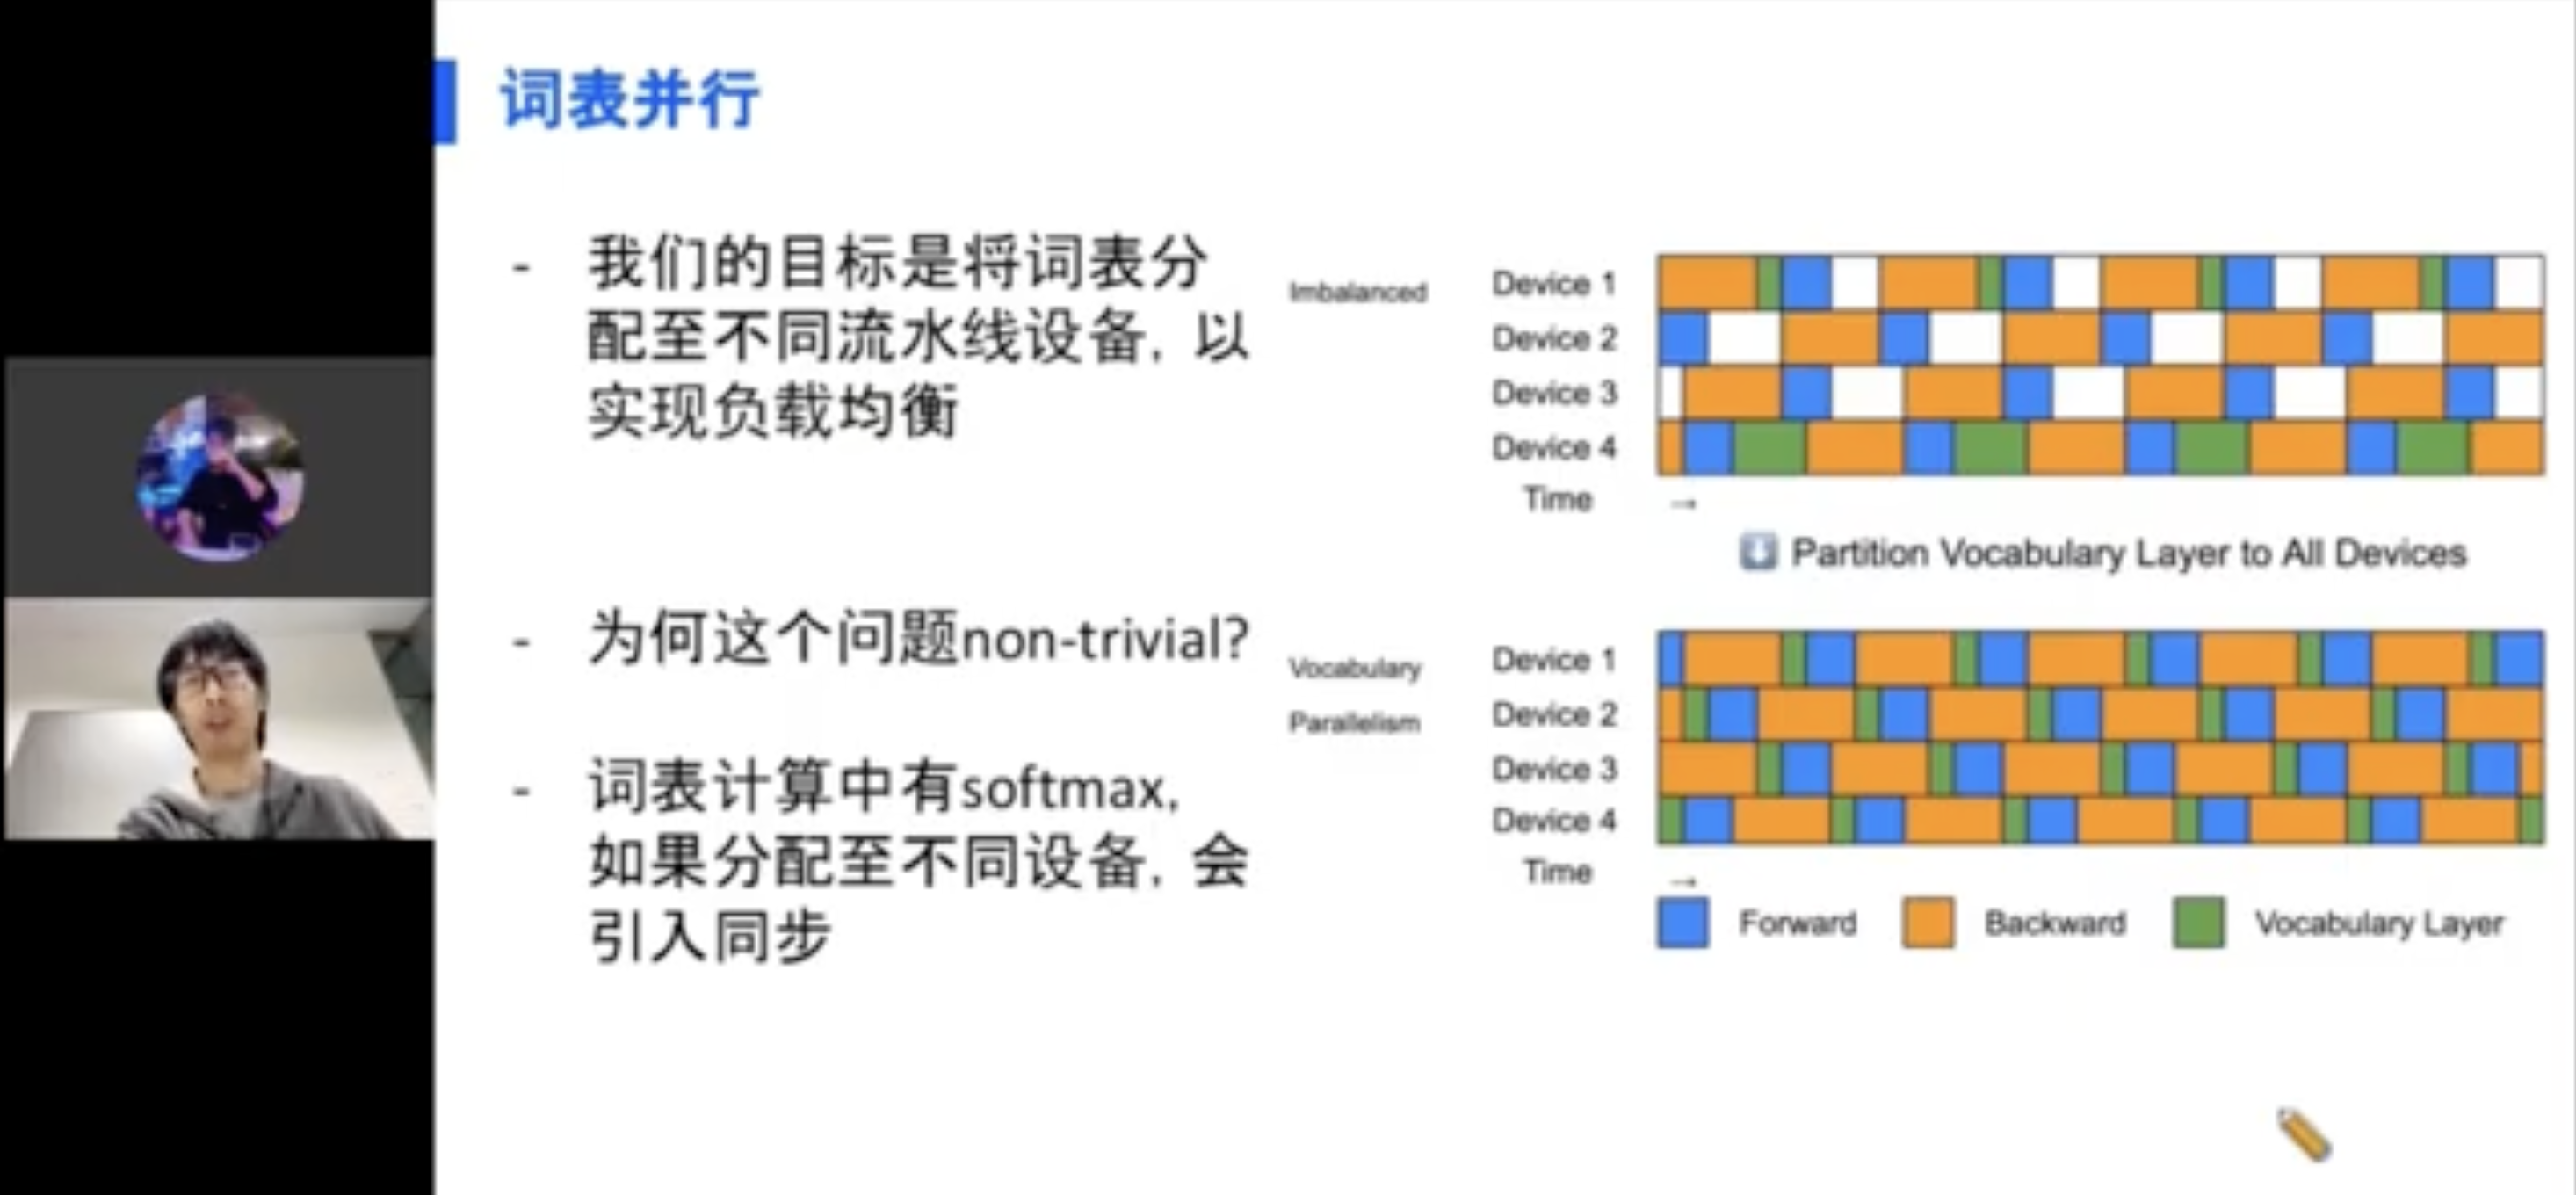 词表并行
- 我们的目标是将词表分
配至不同流水线设备，以
实现负载均衡
- 为何这个问题non-trivial?
- 词表计算中有softmax,
如果分配至不同设备，会
引入同步
Imbalanced
Device 1
Device 2
Device 3
Device 4
Time →
Partition Vocabulary Layer to All Devices
Vocabulary
Parallelism
Device 1
Device 2
Device 3
Device 4
Time →
Forward Backward Vocabulary Layer